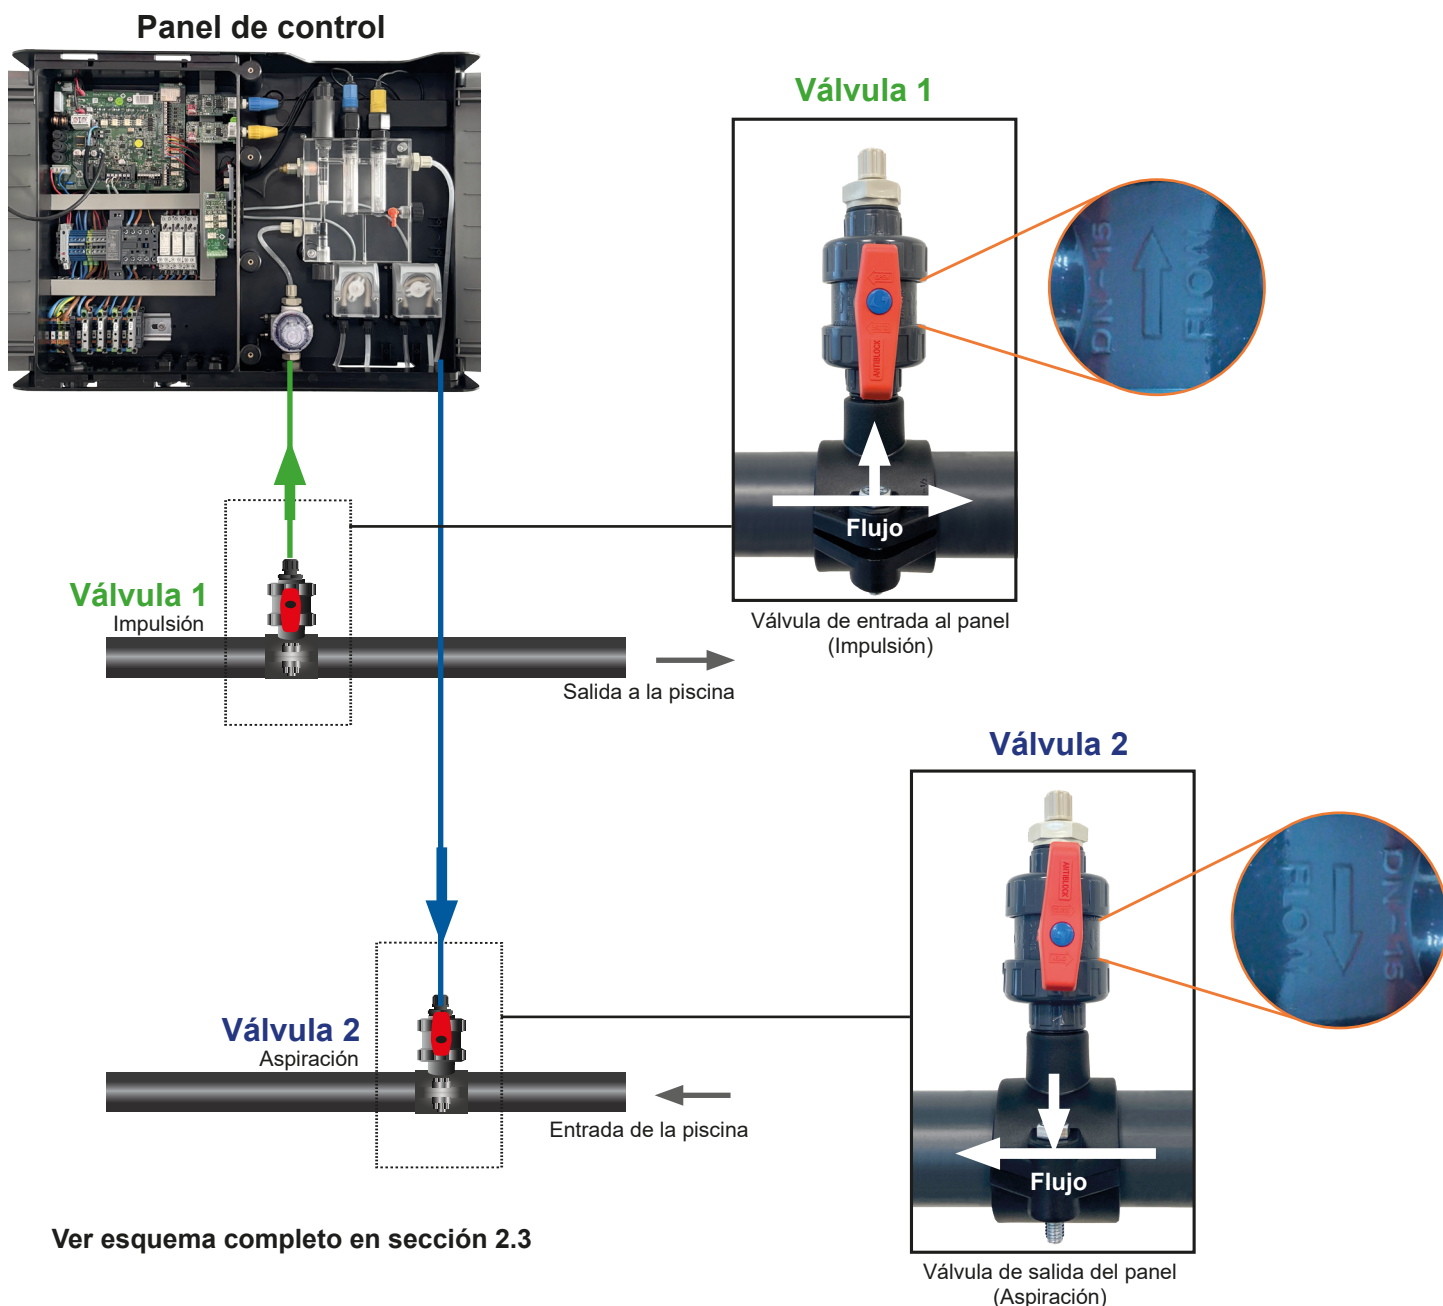 Panel de control
Válvula 1
DN-15
FLOW
ANTIBLOCK
Flujo
Válvula de entrada al panel
(Impulsión)
Válvula 1
Impulsión
Salida a la piscina
Válvula 2
ANTIBLOCK
FLOW
DN-15
Flujo
Válvula de salida del panel
(Aspiración)
Válvula 2
Aspiración
Entrada de la piscina
Ver esquema completo en sección 2.3